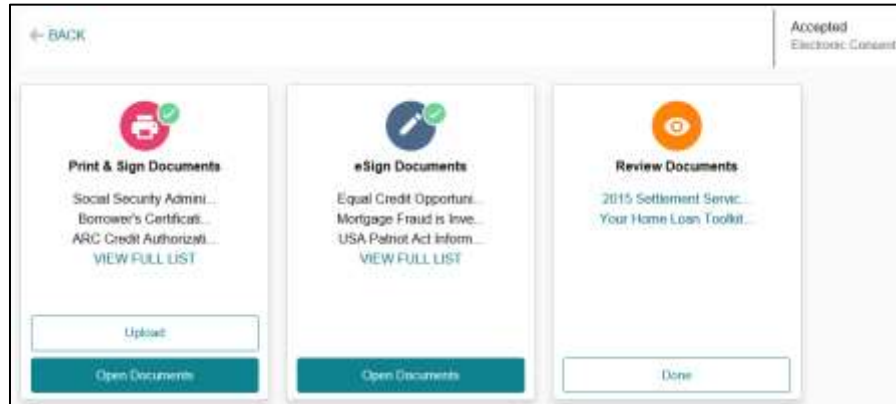 ← BACK
Accepted
Electronic Consent
Print & Sign Documents
Social Security Admini...
Borrower's Certificati...
ARC Credit Authorizati...
VIEW FULL LIST
Upload
Open Documents
eSign Documents
Equal Credit Opportuni...
Mortgage Fraud is Inve...
USA Patriot Act Inform...
VIEW FULL LIST
Open Documents
Review Documents
2015 Settlement Servic...
Your Home Loan Toolkit...
Done